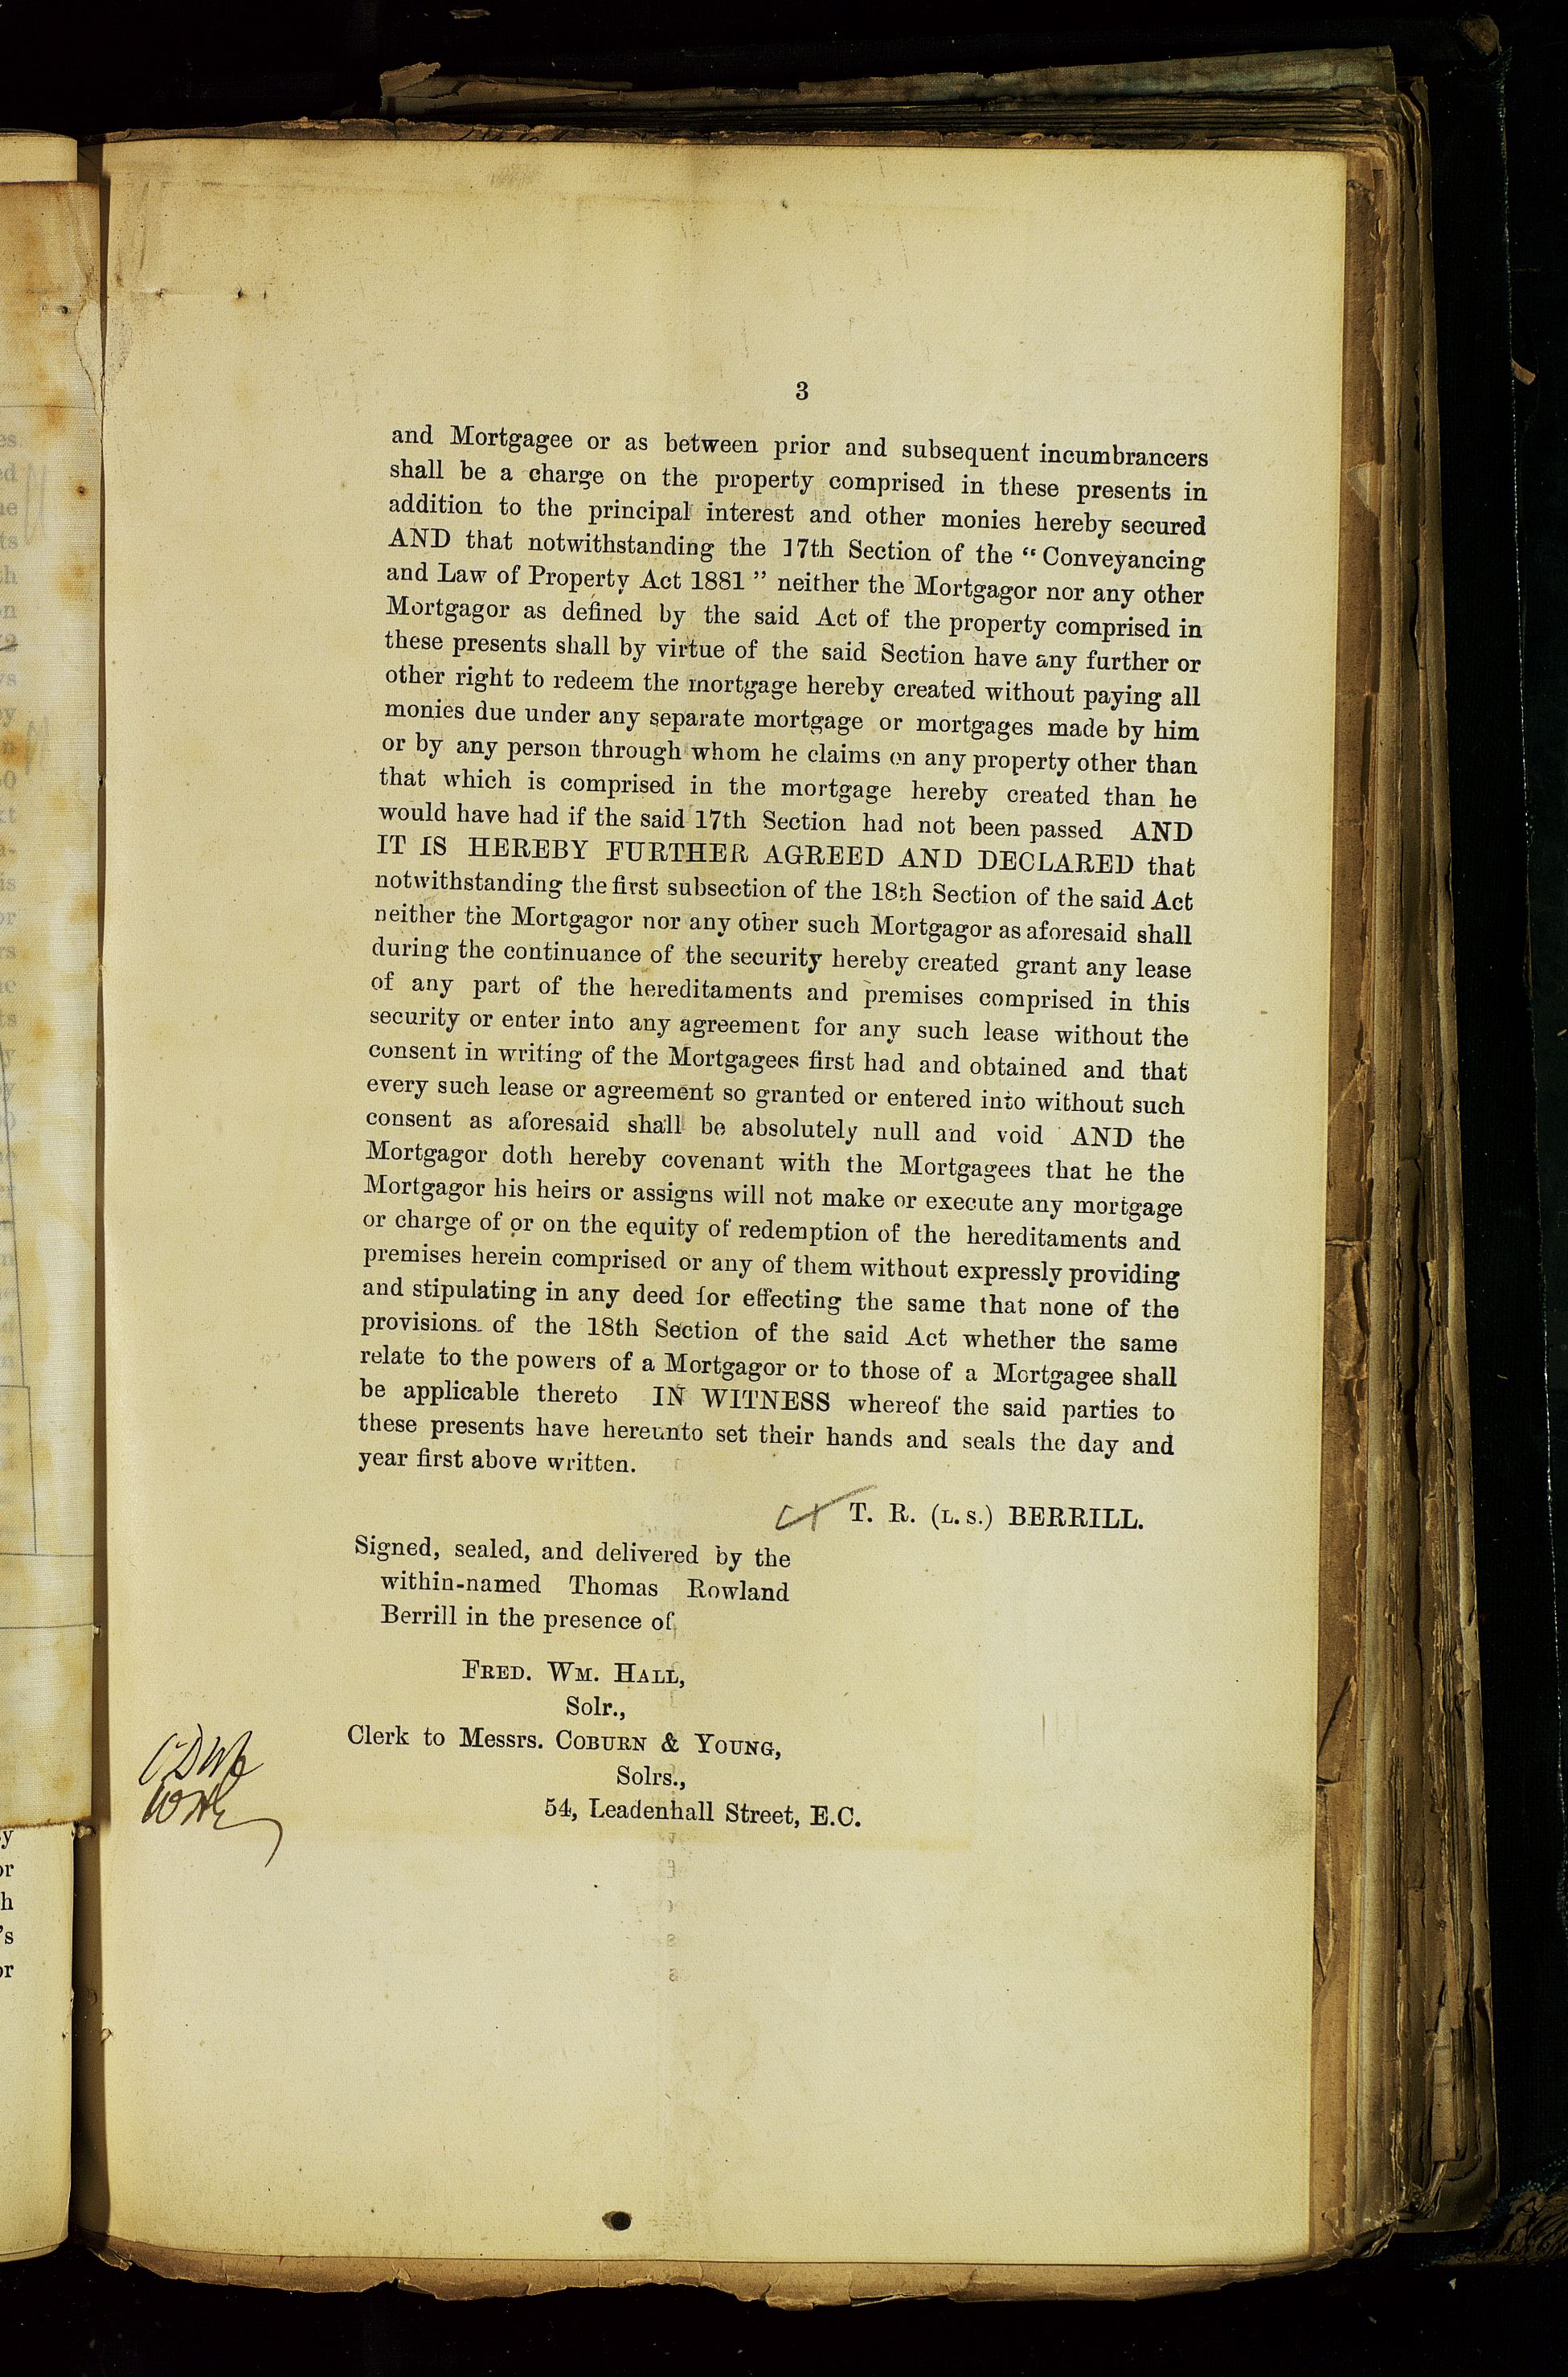 3
and Mortgagee or as between prior and subsequent incumbrancers
shall be a charge on the property comprised in these presents in
addition to the principal interest and other monies hereby secured
AND that notwithstanding the 17th Section of the “ Conveyancing
and Law of Property Act 1881 ” neither the Mortgagor nor any other
Mortgagor as defined by the said Act of the property comprised in
these presents shall by virtue of the said Section have any further or
other right to redeem the mortgage hereby created without paying all
monies due under any separate mortgage or mortgages made by him
or by any person through whom he claims on any property other than
that which is comprised in the mortgage hereby created than he
would have had if the said 17th Section had not been passed AND
IT IS HEREBY FURTHER AGREED AND DECLARED that
notwithstanding the first subsection of the 18th Section of the said Act
neither the Mortgagor nor any other such Mortgagor as aforesaid shall
during the continuance of the security hereby created grant any lease
of any part of the hereditaments and premises comprised in this
security or enter into any agreement for any such lease without the
consent in writing of the Mortgagees first had and obtained and that
every such lease or agreement so granted or entered into without such
consent as aforesaid shall be absolutely null and void AND the
Mortgagor doth hereby covenant with the Mortgagees that he the
Mortgagor his heirs or assigns will not make or execute any mortgage
or charge of or on the equity of redemption of the hereditaments and
premises herein comprised or any of them without expressly providing
and stipulating in any deed for effecting the same that none of the
provisions of the 18th Section of the said Act whether the same
relate to the powers of a Mortgagor or to those of a Mortgagee shall
be applicable thereto IN WITNESS whereof the said parties to
these presents have hereunto set their hands and seals the day and
year first above written.
T. R. (L. S.) BERRILL.
Signed, sealed, and delivered by the
within-named Thomas Rowland
Berrill in the presence of
FRED. WM. HALL,
Solr.,
Clerk to Messrs. COBURN & YOUNG,
Solrs.,
54, Leadenhall Street, E.C.